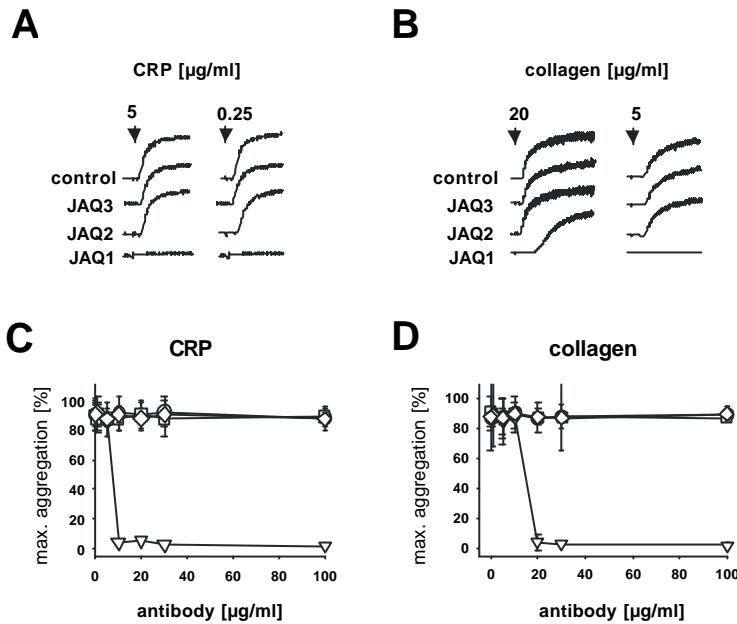 A
CRP [µg/ml]
5
0.25
control
JAQ3
JAQ2
JAQ1
B
collagen [µg/ml]
20
5
control
JAQ3
JAQ2
JAQ1
C
CRP
max. aggregation [%]
100
80
60
40
20
0
0 20 40 60 80 100
antibody [µg/ml]
D
collagen
max. aggregation [%]
100
80
60
40
20
0
0 20 40 60 80 100
antibody [µg/ml]